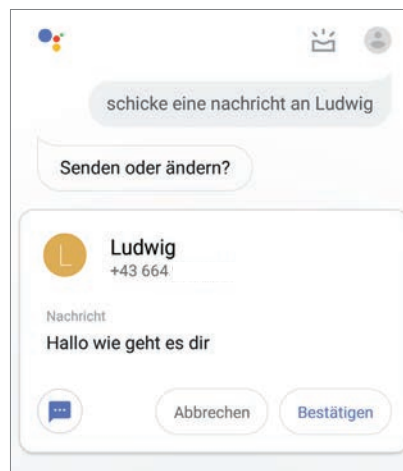 schicke eine nachricht an Ludwig
Senden oder ändern?
L
Ludwig
+43 664
Nachricht
Hallo wie geht es dir
Abbrechen
Bestätigen